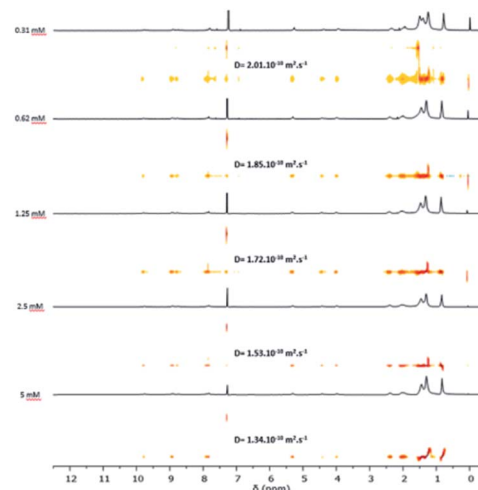 0.31 mM
D= 2.01.10⁻¹⁰ m².s⁻¹
0.62 mM
D= 1.85.10⁻¹⁰ m².s⁻¹
1.25 mM
D= 1.72.10⁻¹⁰ m².s⁻¹
2.5 mM
D= 1.53.10⁻¹⁰ m².s⁻¹
5 mM
D= 1.34.10⁻¹⁰ m².s⁻¹
12 11 10 9 8 7 6 5 4 3 2 1 0
δ (ppm)